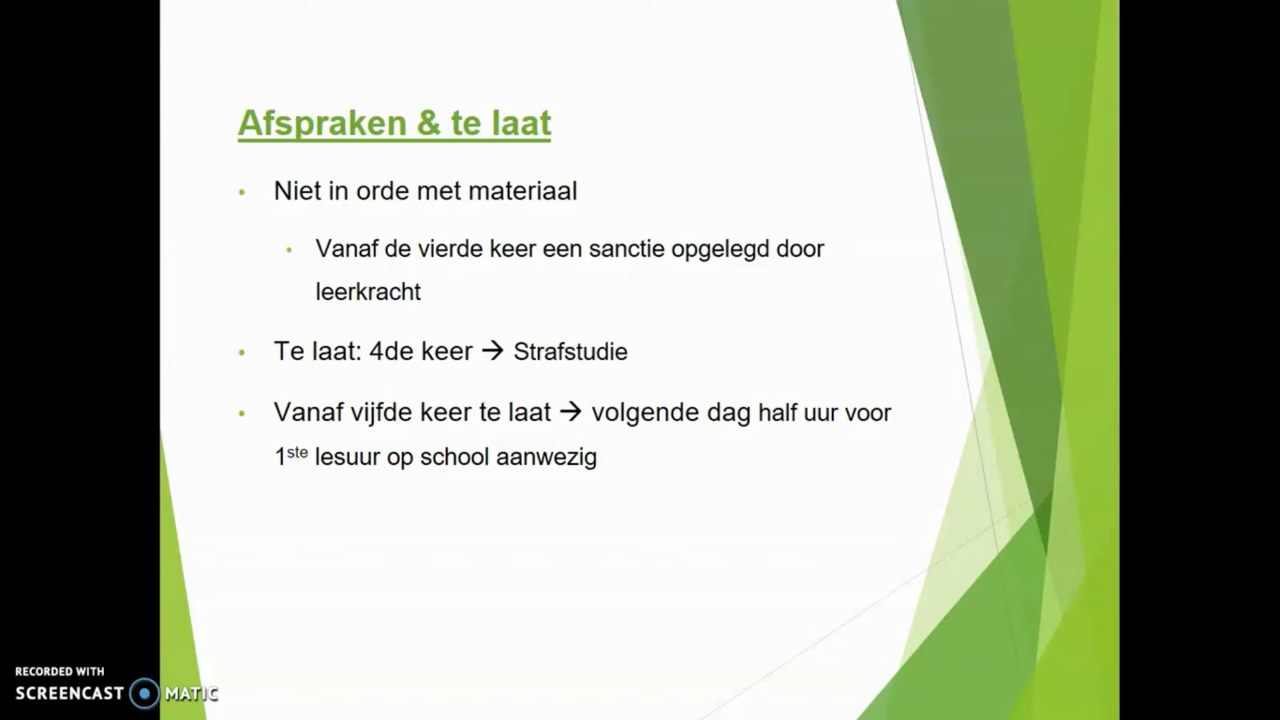 Afspraken & te laat
• Niet in orde met materiaal
• Vanaf de vierde keer een sanctie opgelegd door
leerkracht
• Te laat: 4de keer → Strafstudie
• Vanaf vijfde keer te laat → volgende dag half uur voor
1ste lesuur op school aanwezig
RECORDED WITH
SCREENCAST MATIC